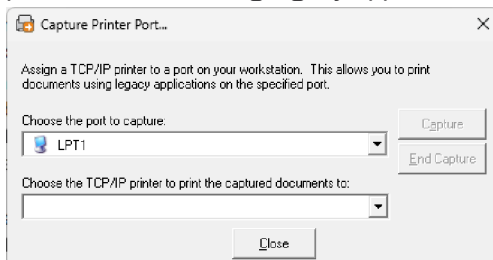 Capture Printer Port...
Assign a TCP/IP printer to a port on your workstation. This allows you to print
documents using legacy applications on the specified port.
Choose the port to capture:
LPT1
Capture
End Capture
Choose the TCP/IP printer to print the captured documents to:
Close